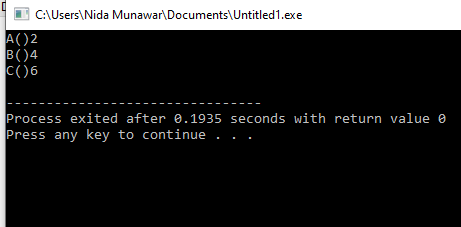 C:\Users\Nida Munawar\Documents\Untitled1.exe
A()2
B()4
C()6
--------------------------------
Process exited after 0.1935 seconds with return value 0
Press any key to continue . . .